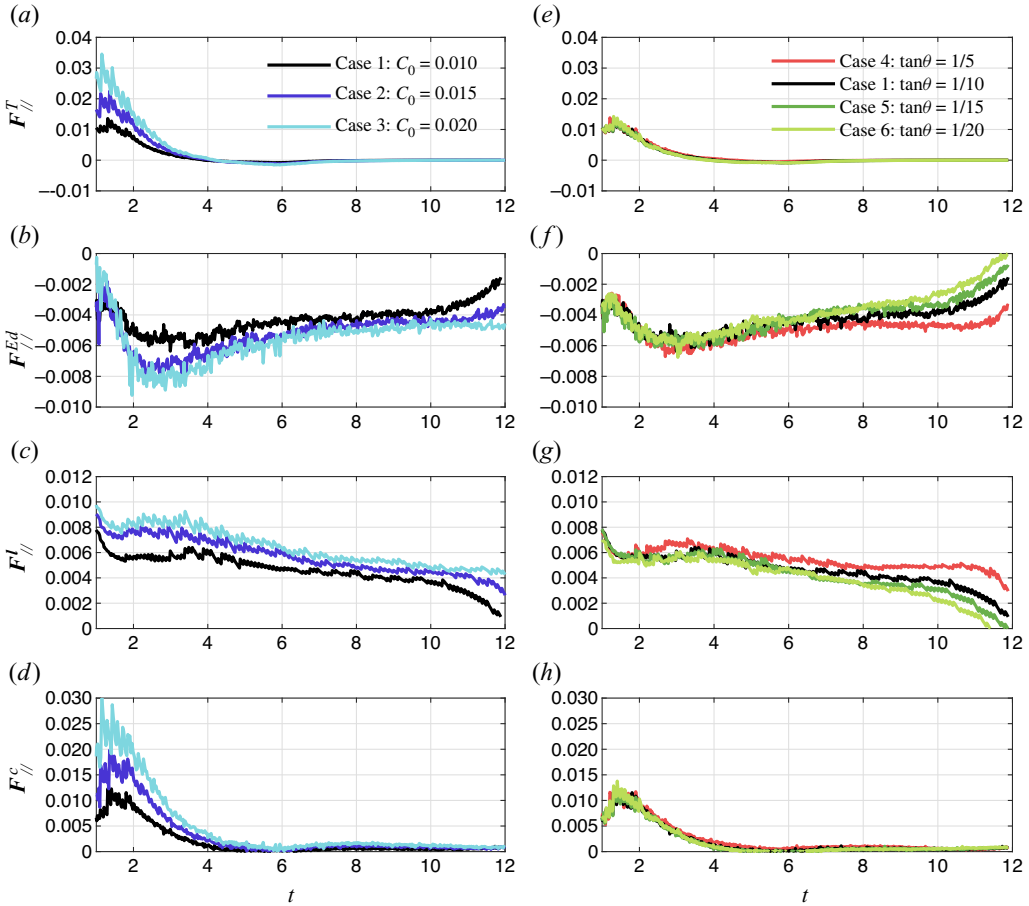 (a)
0.04
0.03
0.02
0.01
0
−-0.01
F^T_//
2 4 6 8 10 12
Case 1: C₀ = 0.010
Case 2: C₀ = 0.015
Case 3: C₀ = 0.020
(e)
0.04
0.03
0.02
0.01
0
−0.01
2 4 6 8 10 12
Case 4: tanθ = 1/5
Case 1: tanθ = 1/10
Case 5: tanθ = 1/15
Case 6: tanθ = 1/20
(b)
0
−0.002
−0.004
−0.006
−0.008
−0.010
F^Ed_//
2 4 6 8 10 12
(f)
0
−0.002
−0.004
−0.006
−0.008
−0.010
2 4 6 8 10 12
(c)
0.012
0.010
0.008
0.006
0.004
0.002
0
F^I_//
2 4 6 8 10 12
(g)
0.012
0.010
0.008
0.006
0.004
0.002
0
2 4 6 8 10 12
(d)
0.030
0.025
0.020
0.015
0.010
0.005
0
F^c_//
2 4 6 8 10 12
t
(h)
0.030
0.025
0.020
0.015
0.010
0.005
0
2 4 6 8 10 12
t